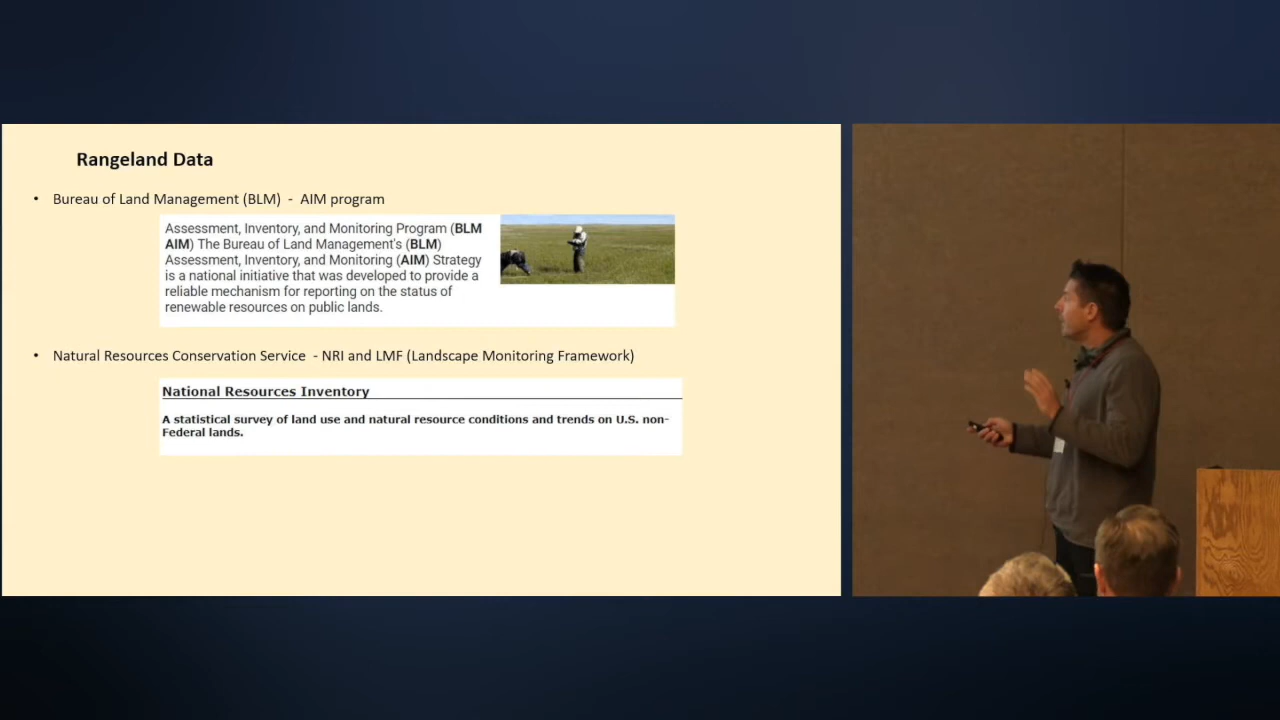 Rangeland Data
• Bureau of Land Management (BLM) - AIM program
Assessment, Inventory, and Monitoring Program (BLM
AIM) The Bureau of Land Management's (BLM)
Assessment, Inventory, and Monitoring (AIM) Strategy
is a national initiative that was developed to provide a
reliable mechanism for reporting on the status of
renewable resources on public lands.
• Natural Resources Conservation Service - NRI and LMF (Landscape Monitoring Framework)
National Resources Inventory
A statistical survey of land use and natural resource conditions and trends on U.S. non-
Federal lands.